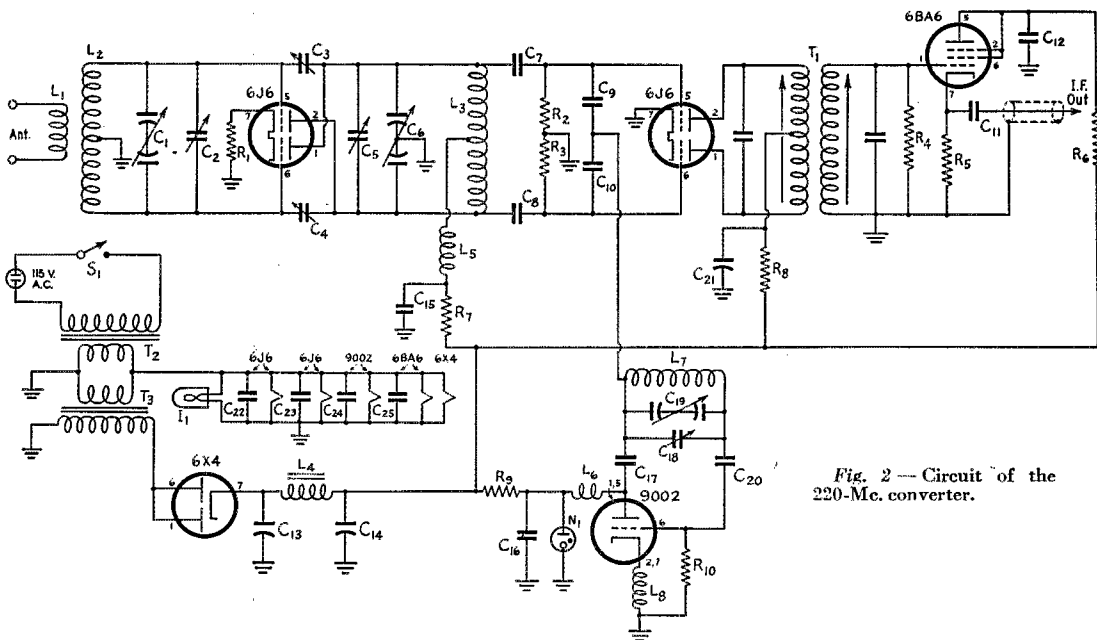 6BA6
L2
L1
Ant.
C1
C2
C3
6J6
5
2
7
1
6
R1
C4
C5
C6
L3
C7
C8
R2
R3
C9
C10
6J6
5
2
7
1
6
T1
R4
1
5
2
6
7
C12
C11
I.F.
Out
R5
R6
L5
C15
R7
C21
R8
S1
115 V.
A.C.
T2
T3
I1
6J6
6J6
9002
6BA6
6X4
C22
C23
C24
C25
6X4
6
7
1
L4
C13
C14
R9
L6
C16
N1
L7
C19
C18
C17
C20
1,5
9002
6
2,7
L8
R10
Fig. 2 — Circuit of the
220-Mc. converter.